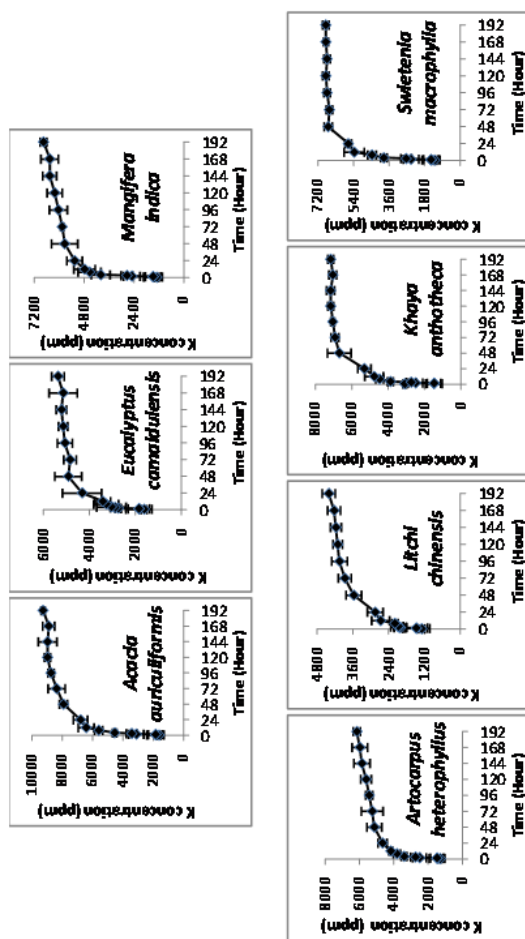 K concentration (ppm)
10000
8000
6000
4000
2000
0
Acacia
auriculiformis
0 24 48 72 96 120 144 168 192
Time (Hour)
K concentration (ppm)
6000
4000
2000
0
Eucalyptus
camaldulensis
0 24 48 72 96 120 144 168 192
Time (Hour)
K concentration (ppm)
7200
4800
2400
0
Mangifera
indica
0 24 48 72 96 120 144 168 192
Time (Hour)
K concentration (ppm)
8000
6000
4000
2000
0
Artocarpus
heterophyllus
0 24 48 72 96 120 144 168 192
Time (Hour)
K concentration (ppm)
4800
3600
2400
1200
0
Litchi
chinensis
0 24 48 72 96 120 144 168 192
Time (Hour)
K concentration (ppm)
8000
6000
4000
2000
0
Khaya
anthotheca
0 24 48 72 96 120 144 168 192
Time (Hour)
K concentration (ppm)
7200
5400
3600
1800
0
Swietenia
macrophylla
0 24 48 72 96 120 144 168 192
Time (Hour)